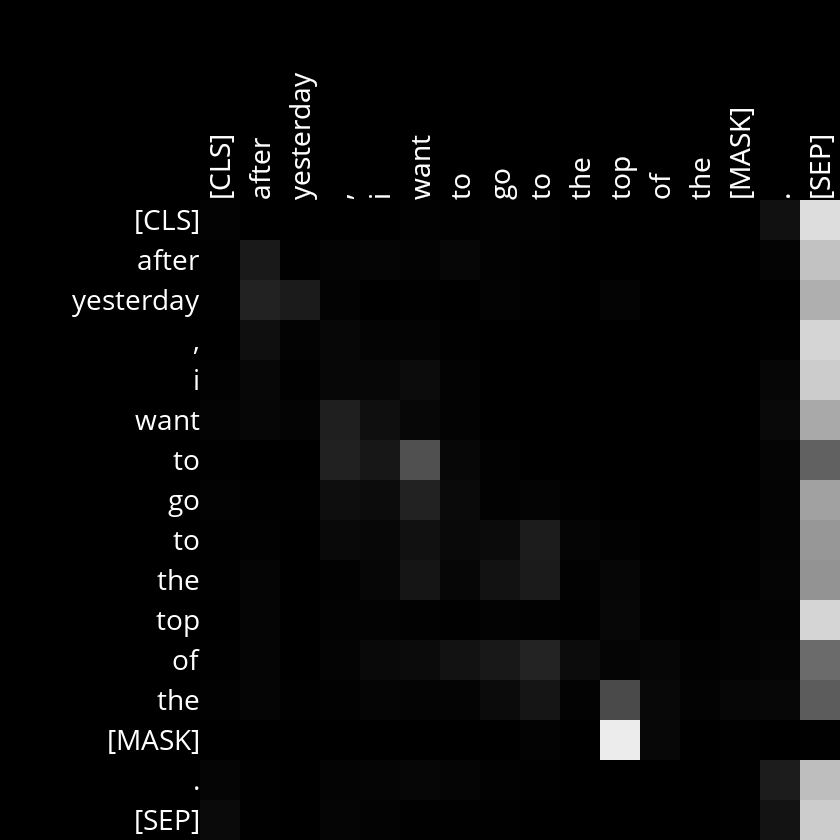 [CLS]
after
yesterday
,
i
want
to
go
to
the
top
of
the
[MASK]
.
[SEP]
[CLS]
after
yesterday
,
i
want
to
go
to
the
top
of
the
[MASK]
.
[SEP]